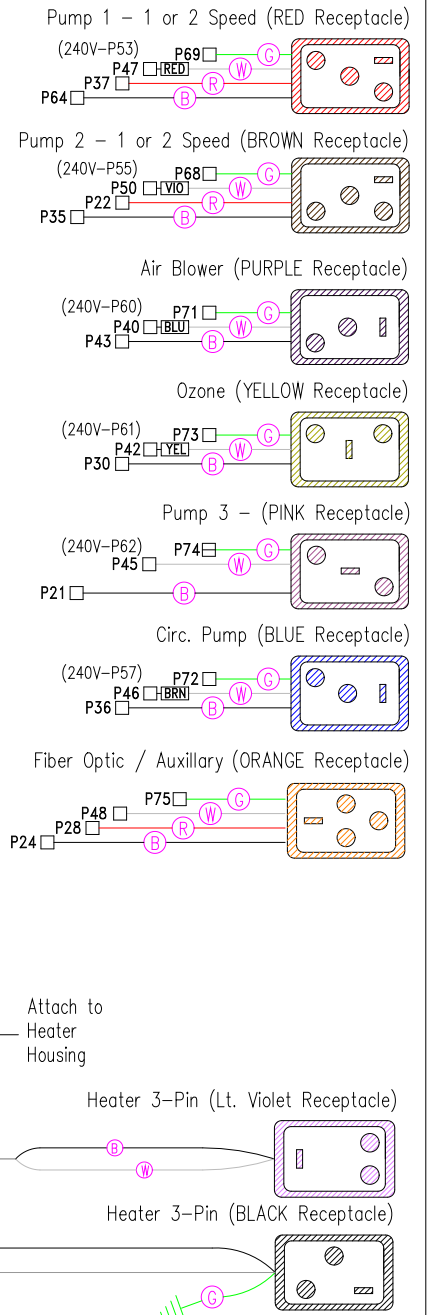 Pump 1 - 1 or 2 Speed (RED Receptacle)
(240V-P53)
P69 G
P47 RED W
P37 R
P64 B
Pump 2 - 1 or 2 Speed (BROWN Receptacle)
(240V-P55)
P68 G
P50 VIO W
P22 R
P35 B
Air Blower (PURPLE Receptacle)
(240V-P60)
P71 G
P40 BLU W
P43 B
Ozone (YELLOW Receptacle)
(240V-P61)
P73 G
P42 YEL W
P30 B
Pump 3 - (PINK Receptacle)
(240V-P62)
P74 G
P45 W
P21 B
Circ. Pump (BLUE Receptacle)
(240V-P57)
P72 G
P46 BRN W
P36 B
Fiber Optic / Auxillary (ORANGE Receptacle)
P75 G
P48 W
P28 R
P24 B
Attach to
Heater
Housing
Heater 3-Pin (Lt. Violet Receptacle)
B
W
Heater 3-Pin (BLACK Receptacle)
G